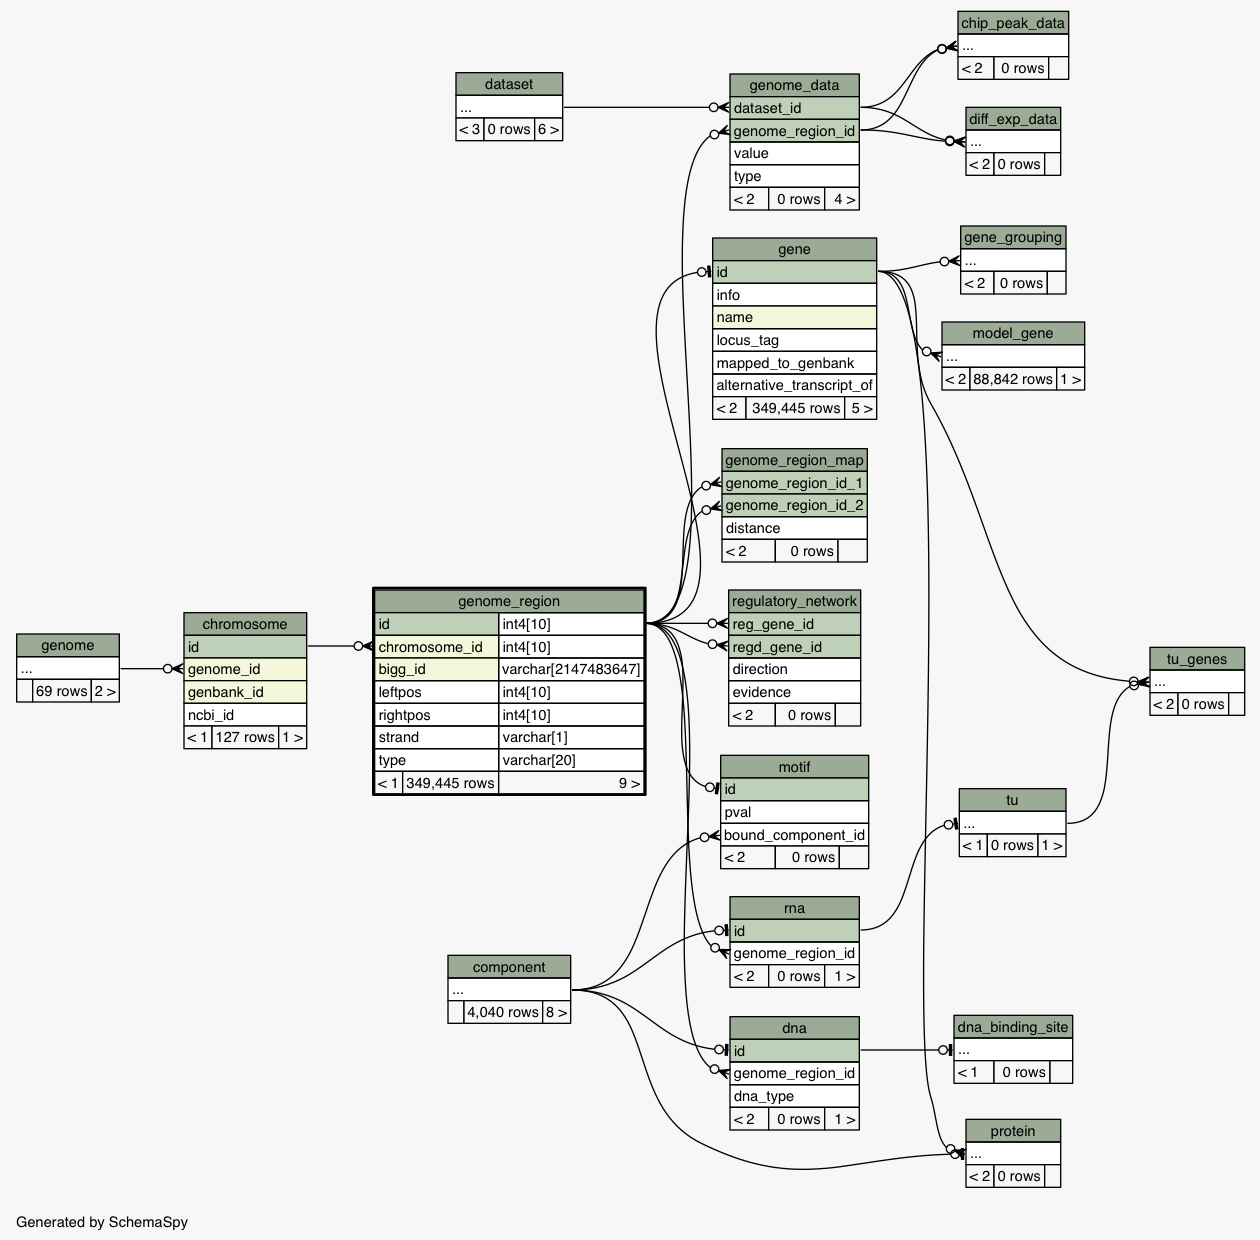 chip_peak_data
...
< 2 0 rows
dataset
...
< 3 0 rows 6 >
genome_data
dataset_id
genome_region_id
value
type
< 2 0 rows 4 >
diff_exp_data
...
< 2 0 rows
gene
id
info
name
locus_tag
mapped_to_genbank
alternative_transcript_of
< 2 349,445 rows 5 >
gene_grouping
...
< 2 0 rows
model_gene
...
< 2 88,842 rows 1 >
genome_region_map
genome_region_id_1
genome_region_id_2
distance
< 2 0 rows
genome
...
69 rows 2 >
chromosome
id
genome_id
genbank_id
ncbi_id
< 1 127 rows 1 >
genome_region
id int4[10]
chromosome_id int4[10]
bigg_id varchar[2147483647]
leftpos int4[10]
rightpos int4[10]
strand varchar[1]
type varchar[20]
< 1 349,445 rows 9 >
regulatory_network
reg_gene_id
regd_gene_id
direction
evidence
< 2 0 rows
tu_genes
...
< 2 0 rows
motif
id
pval
bound_component_id
< 2 0 rows
tu
...
< 1 0 rows 1 >
rna
id
genome_region_id
< 2 0 rows 1 >
component
...
4,040 rows 8 >
dna
id
genome_region_id
dna_type
< 2 0 rows 1 >
dna_binding_site
...
< 1 0 rows
protein
...
< 2 0 rows
Generated by SchemaSpy